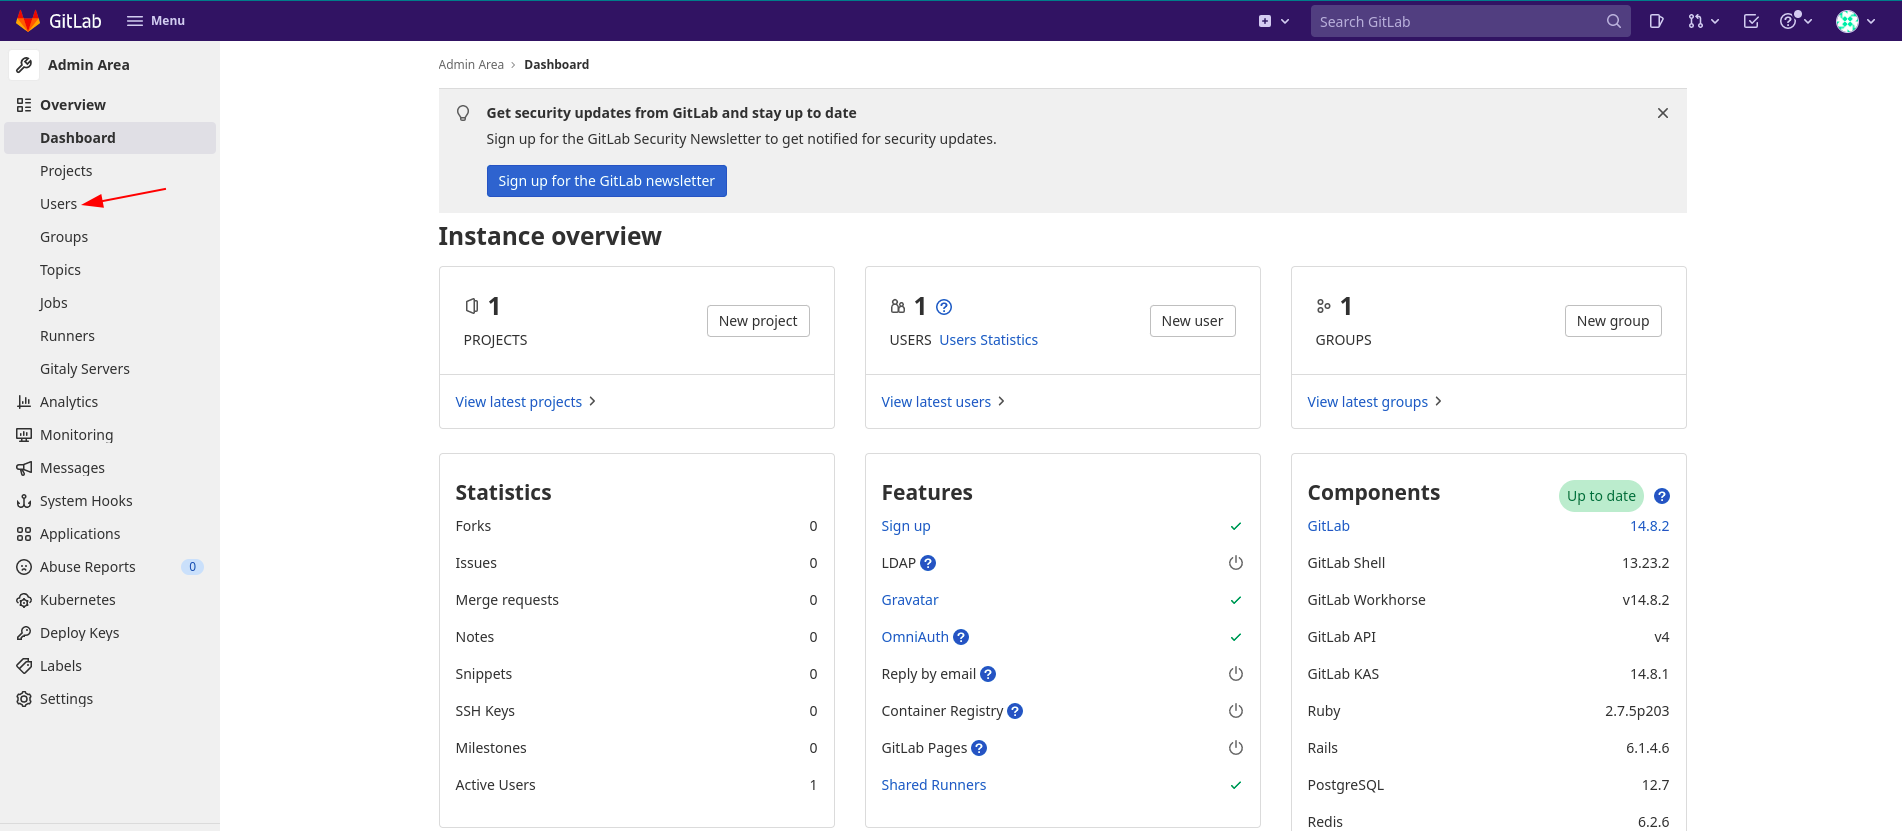 GitLab Menu Search GitLab
Admin Area
Overview
Dashboard
Projects
Users
Groups
Topics
Jobs
Runners
Gitaly Servers
Analytics
Monitoring
Messages
System Hooks
Applications
Abuse Reports 0
Kubernetes
Deploy Keys
Labels
Settings
Admin Area › Dashboard
Get security updates from GitLab and stay up to date
Sign up for the GitLab Security Newsletter to get notified for security updates.
Sign up for the GitLab newsletter
Instance overview
1
PROJECTS
New project
View latest projects
1
USERS Users Statistics
New user
View latest users
1
GROUPS
New group
View latest groups
Statistics
Forks 0
Issues 0
Merge requests 0
Notes 0
Snippets 0
SSH Keys 0
Milestones 0
Active Users 1
Features
Sign up
LDAP ?
Gravatar
OmniAuth ?
Reply by email ?
Container Registry ?
GitLab Pages ?
Shared Runners
Components Up to date ?
GitLab 14.8.2
GitLab Shell 13.23.2
GitLab Workhorse v14.8.2
GitLab API v4
GitLab KAS 14.8.1
Ruby 2.7.5p203
Rails 6.1.4.6
PostgreSQL 12.7
Redis 6.2.6